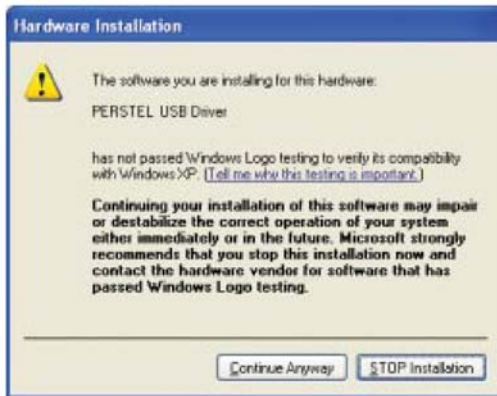 Hardware Installation
The software you are installing for this hardware:
PERSTEL USB Driver
has not passed Windows Logo testing to verify its compatibility
with Windows XP. (Tell me why this testing is important.)
Continuing your installation of this software may impair
or destabilize the correct operation of your system
either immediately or in the future. Microsoft strongly
recommends that you stop this installation now and
contact the hardware vendor for software that has
passed Windows Logo testing.
Continue Anyway
STOP Installation